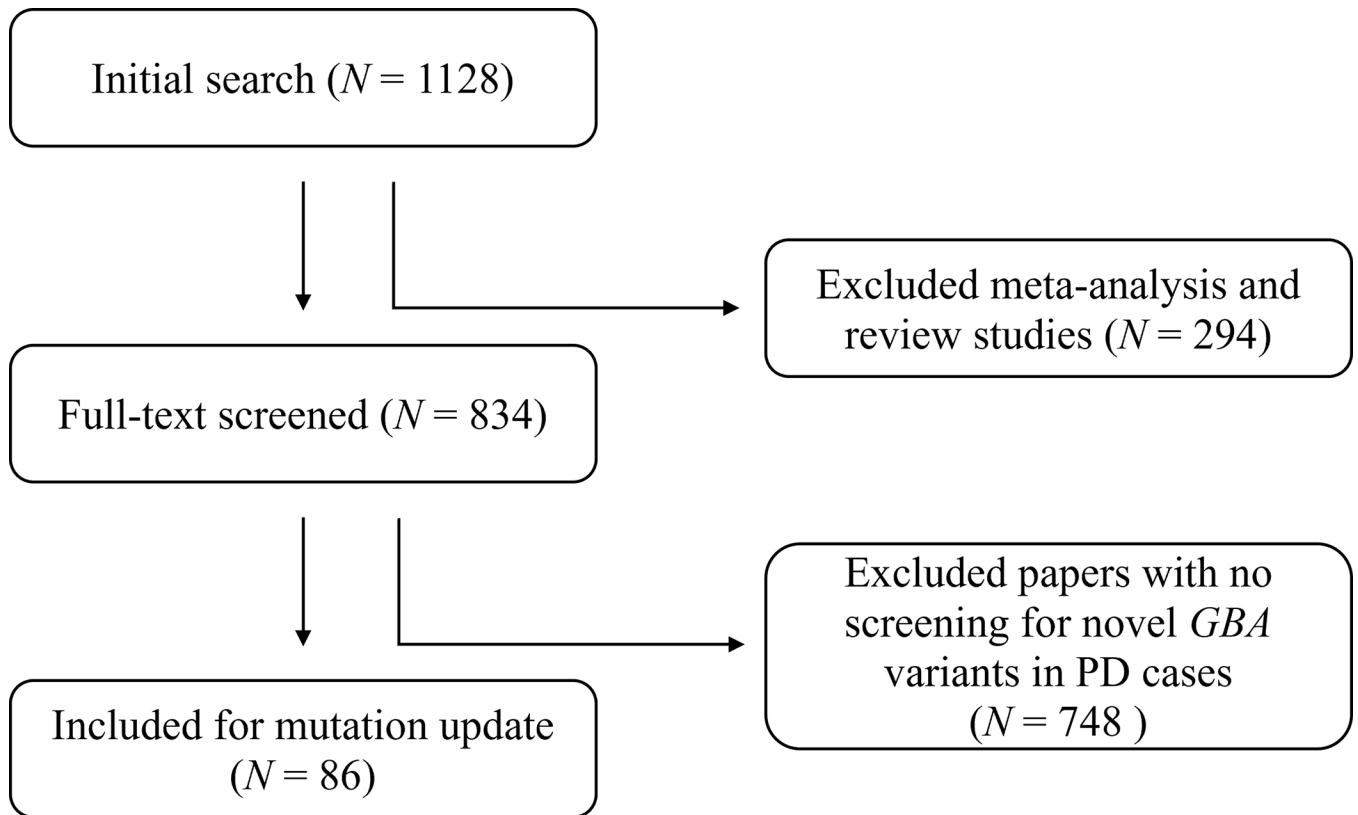 Initial search (N = 1128)
Excluded meta-analysis and
review studies (N = 294)
Full-text screened (N = 834)
Excluded papers with no
screening for novel GBA
variants in PD cases
(N = 748 )
Included for mutation update
(N = 86)